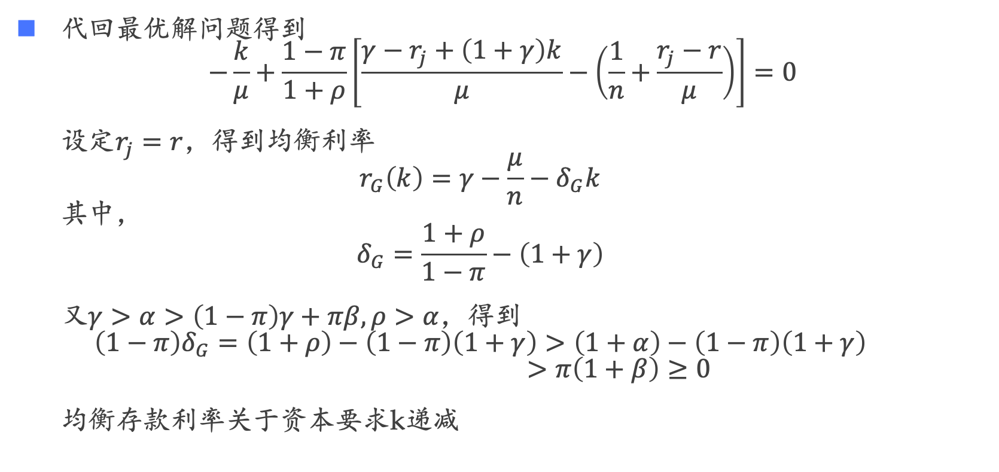 代回最优解问题得到
$-\frac{k}{\mu}+\frac{1-\pi}{1+\rho}\left[\frac{\gamma-r_j+(1+\gamma)k}{\mu}-\left(\frac{1}{n}+\frac{r_j-r}{\mu}\right)\right]=0$
设定$r_j=r$，得到均衡利率
$r_G(k)=\gamma-\frac{\mu}{n}-\delta_G k$
其中，
$\delta_G=\frac{1+\rho}{1-\pi}-(1+\gamma)$
又$\gamma>\alpha>(1-\pi)\gamma+\pi\beta,\rho>\alpha$，得到
$(1-\pi)\delta_G=(1+\rho)-(1-\pi)(1+\gamma)>(1+\alpha)-(1-\pi)(1+\gamma)$
$>\pi(1+\beta)\geq 0$
均衡存款利率关于资本要求k递减